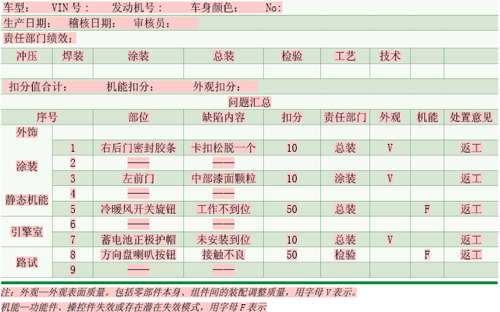 车型: VIN号: 发动机号: 车身颜色: No:
生产日期: 稽核日期: 审核员:
责任部门绩效:
冲压 焊装 涂装 总装 检验 工艺 技术
扣分值合计: 机能扣分: 外观扣分:
问题汇总
序号 部位 缺陷内容 扣分 责任部门 外观 机能 处置意见
外饰
1 右后门密封胶条 卡扣松脱一个 10 总装 V 返工
涂装
2 —— ——
3 左前门 中部漆面颗粒 10 涂装 V 返工
静态机能
4 —— ——
5 冷暖风开关旋钮 工作不到位 50 总装 F 返工
引擎室
6 —— ——
7 蓄电池正极护帽 未安装到位 10 总装 V 返工
路试
8 方向盘喇叭按钮 接触不良 50 检验 F 返工
9 —— ——
注: 外观—外观表面质量。包括零部件本身、组件间的装配调整质量，用字母V表示。
机能—功能件、操控件失效或存在潜在失效模式，用字母F表示